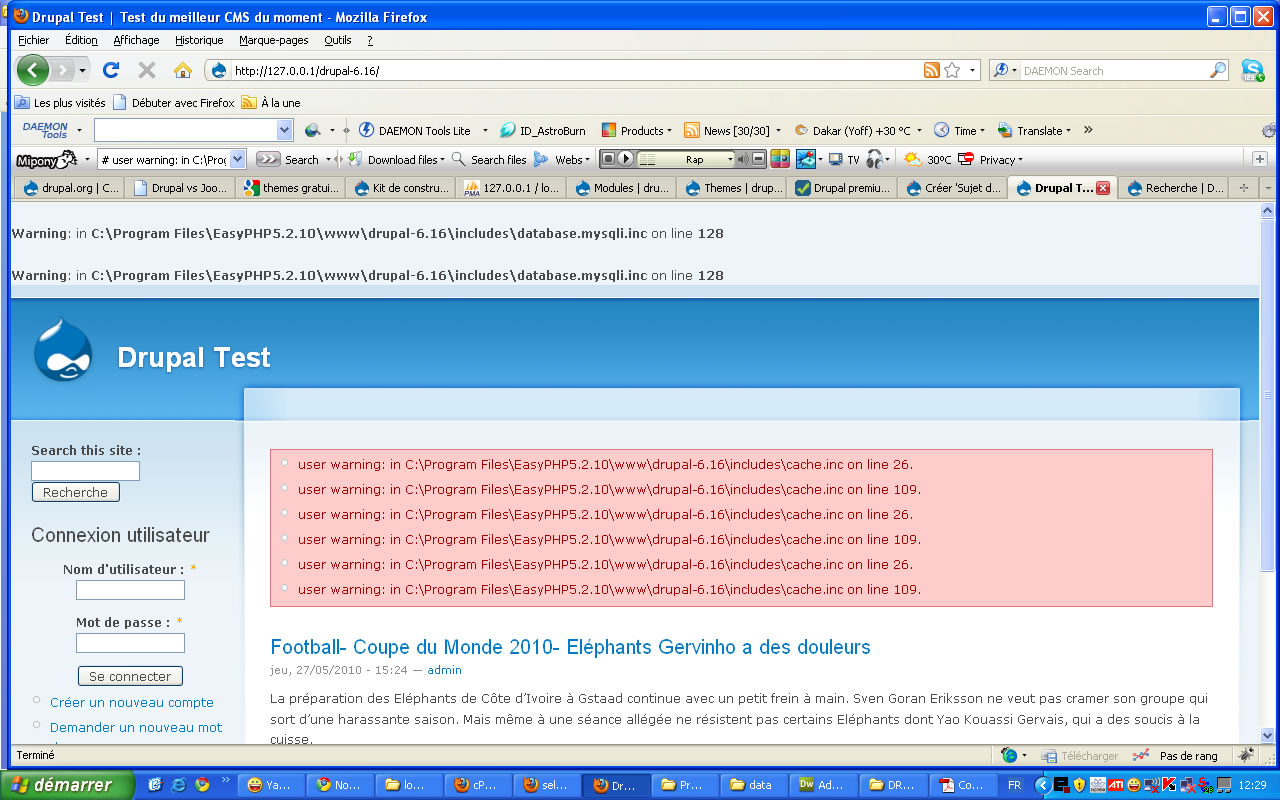 Drupal Test | Test du meilleur CMS du moment - Mozilla Firefox
Fichier Édition Affichage Historique Marque-pages Outils ?
http://127.0.0.1/drupal-6.16/ DAEMON Search
Les plus visités Débuter avec Firefox À la une
DAEMON Tools DAEMON Tools Lite ID_AstroBurn Products News [30/30] Dakar (Yoff) +30 °C Time Translate »
Mipony # user warning: in C:\Prog Search Download files Search files Webs Rap TV 30ºC Privacy
drupal.org | C... Drupal vs Joo... themes gratui... Kit de constru... 127.0.0.1 / lo... Modules | dru... Themes | drup... Drupal premiu... Créer 'Sujet d... Drupal T... Recherche | D...
Warning: in C:\Program Files\EasyPHP5.2.10\www\drupal-6.16\includes\database.mysqli.inc on line 128
Warning: in C:\Program Files\EasyPHP5.2.10\www\drupal-6.16\includes\database.mysqli.inc on line 128
Drupal Test
Search this site :
Recherche
Connexion utilisateur
Nom d'utilisateur : *
Mot de passe : *
Se connecter
Créer un nouveau compte
Demander un nouveau mot
user warning: in C:\Program Files\EasyPHP5.2.10\www\drupal-6.16\includes\cache.inc on line 26.
user warning: in C:\Program Files\EasyPHP5.2.10\www\drupal-6.16\includes\cache.inc on line 109.
user warning: in C:\Program Files\EasyPHP5.2.10\www\drupal-6.16\includes\cache.inc on line 26.
user warning: in C:\Program Files\EasyPHP5.2.10\www\drupal-6.16\includes\cache.inc on line 109.
user warning: in C:\Program Files\EasyPHP5.2.10\www\drupal-6.16\includes\cache.inc on line 26.
user warning: in C:\Program Files\EasyPHP5.2.10\www\drupal-6.16\includes\cache.inc on line 109.
Football- Coupe du Monde 2010- Eléphants Gervinho a des douleurs
jeu, 27/05/2010 - 15:24 — admin
La préparation des Eléphants de Côte d'Ivoire à Gstaad continue avec un petit frein à main. Sven Goran Eriksson ne veut pas cramer son groupe qui
sort d'une harassante saison. Mais même à une séance allégée ne résistent pas certains Eléphants dont Yao Kouassi Gervais, qui a des soucis à la
cuisse.
Terminé Télécharger Pas de rang
démarrer » Ya... No... lo... cP... sel... Dr... Pr... data Ad... DR... Co... FR 12:29